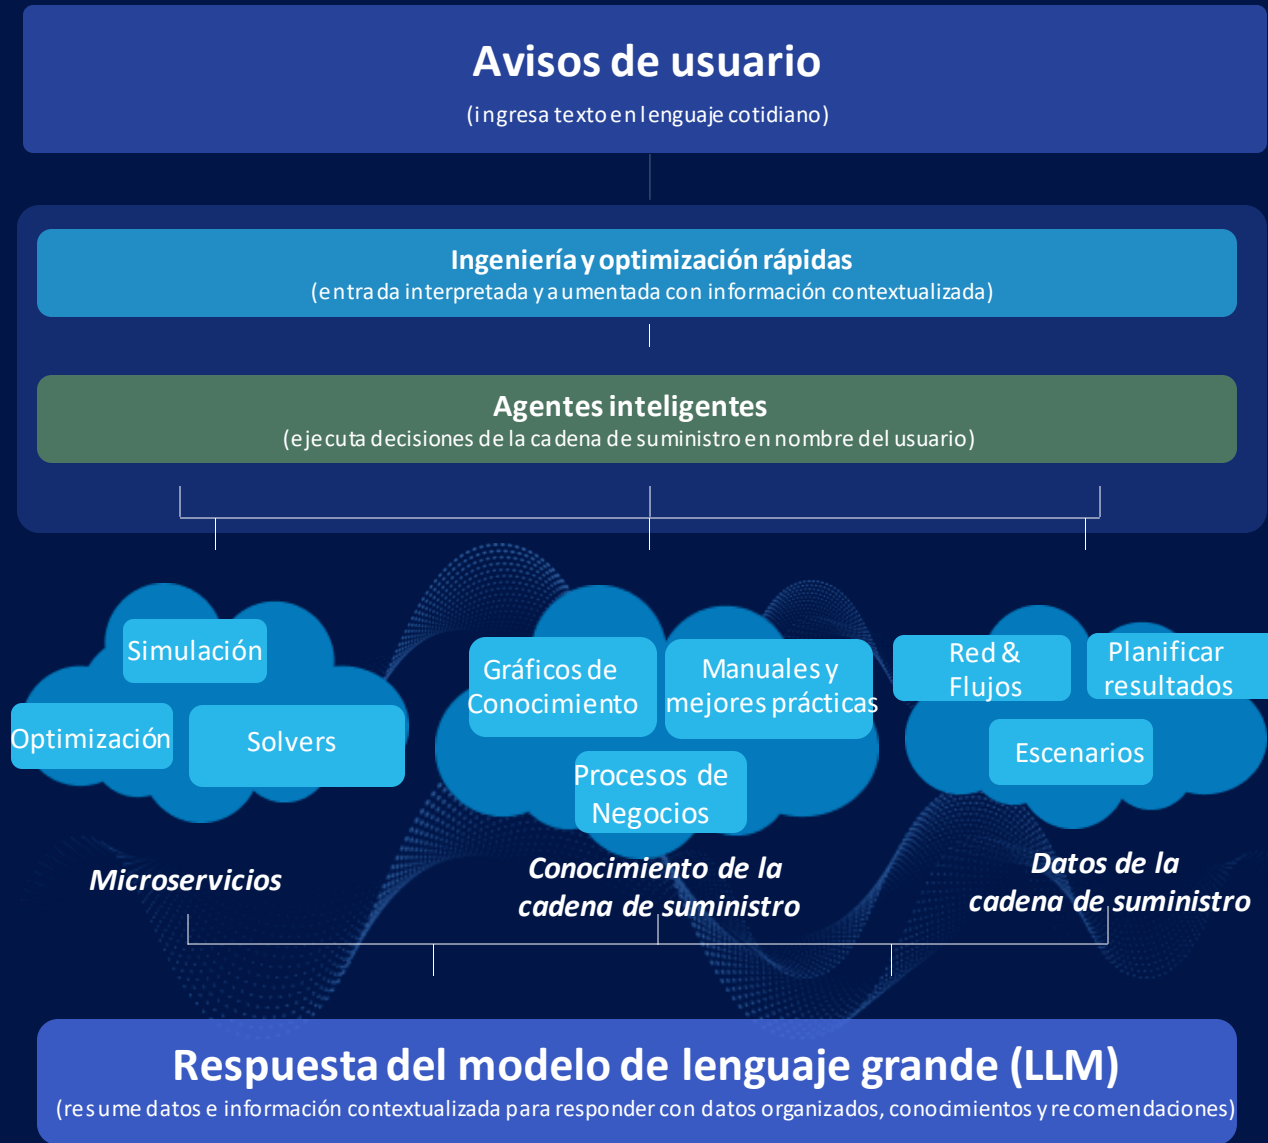 Avisos de usuario
(ingresa texto en lenguaje cotidiano)
Ingeniería y optimización rápidas
(entrada interpretada y aumentada con información contextualizada)
Agentes inteligentes
(ejecuta decisiones de la cadena de suministro en nombre del usuario)
Simulación
Optimización
Solvers
Microservicios
Gráficos de
Conocimiento
Manuales y
mejores prácticas
Procesos de
Negocios
Conocimiento de la
cadena de suministro
Red &
Flujos
Planificar
resultados
Escenarios
Datos de la
cadena de suministro
Respuesta del modelo de lenguaje grande (LLM)
(resume datos e información contextualizada para responder con datos organizados, conocimientos y recomendaciones)